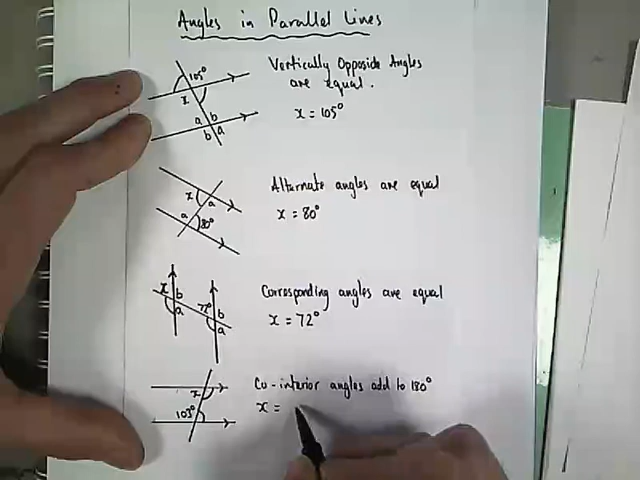 Angles in Parallel Lines
105°
x
a b
b a
Vertically Opposite Angles
are equal.
x = 105°
x
a
a
80°
Alternate angles are equal
x = 80°
x b
a
72° b
a
Corresponding angles are equal
x = 72°
x
103°
Co-interior angles add to 180°
x =